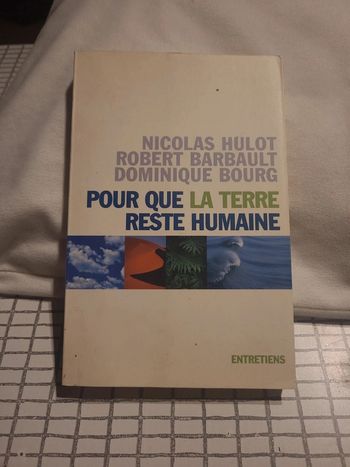 NICOLAS HULOT
ROBERT BARBAULT
DOMINIQUE BOURG
POUR QUE LA TERRE
RESTE HUMAINE
ENTRETIENS